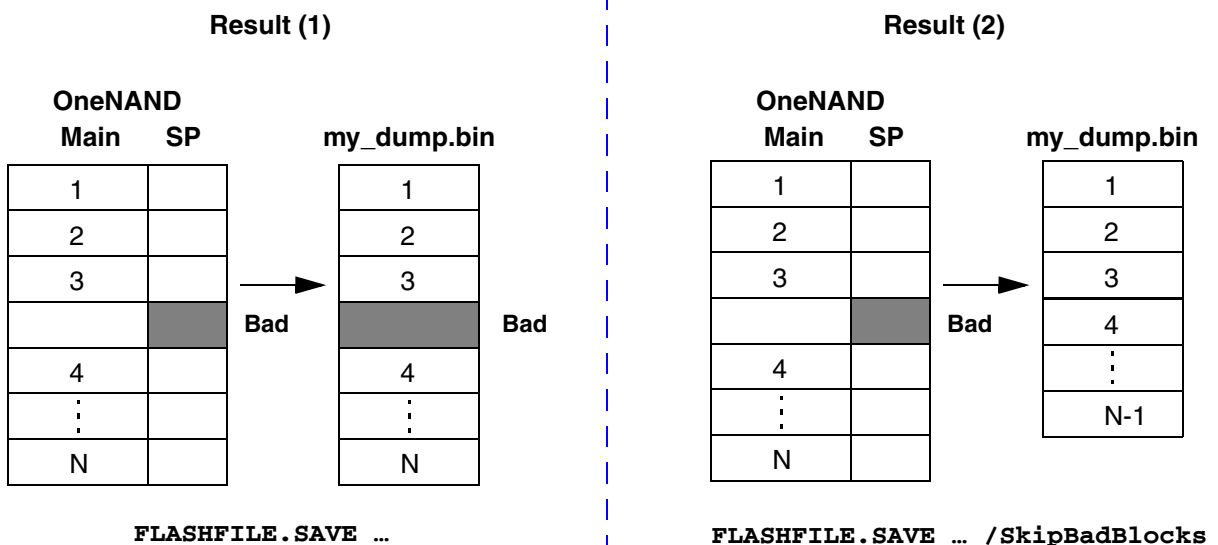 Result (1)
OneNAND
Main SP my_dump.bin
1 1
2 2
3 3
Bad Bad
4 4
N N
FLASHFILE.SAVE …
Result (2)
OneNAND
Main SP my_dump.bin
1 1
2 2
3 3
Bad 4
4
N-1
N
FLASHFILE.SAVE … /SkipBadBlocks